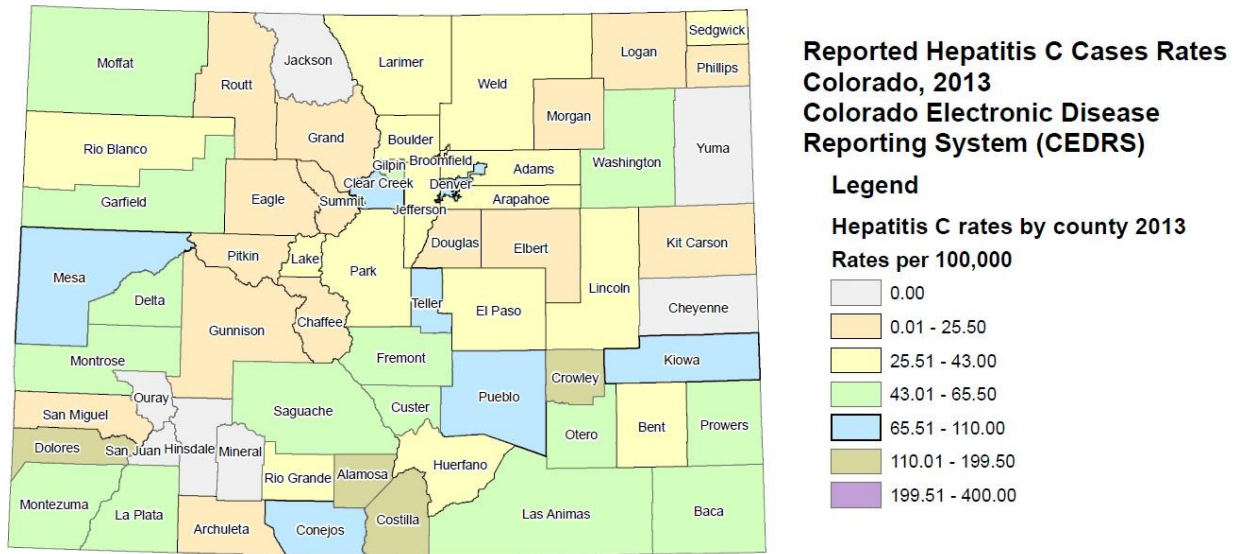 Reported Hepatitis C Cases Rates
Colorado, 2013
Colorado Electronic Disease
Reporting System (CEDRS)
Legend
Hepatitis C rates by county 2013
Rates per 100,000
0.00
0.01 - 25.50
25.51 - 43.00
43.01 - 65.50
65.51 - 110.00
110.01 - 199.50
199.51 - 400.00
Sedgwick
Logan
Moffat
Jackson
Larimer
Phillips
Routt
Weld
Morgan
Grand
Boulder
Rio Blanco
Yuma
Broomfield
Washington
Gilpin
Adams
Clear Creek
Denver
Garfield
Eagle
Summit
Arapahoe
Jefferson
Kit Carson
Douglas
Elbert
Pitkin
Lake
Park
Mesa
Lincoln
Delta
Teller
Cheyenne
El Paso
Gunnison
Chaffee
Montrose
Fremont
Kiowa
Crowley
Ouray
Pueblo
San Miguel
Saguache
Custer
Otero
Bent
Prowers
Dolores
San Juan
Hinsdale
Mineral
Huerfano
Rio Grande
Alamosa
Montezuma
La Plata
Costilla
Las Animas
Baca
Archuleta
Conejos